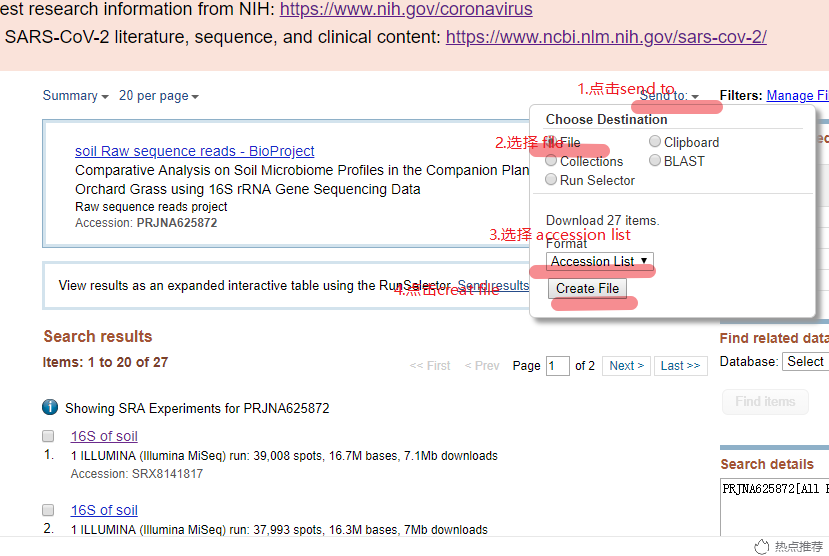 est research information from NIH: https://www.nih.gov/coronavirus
SARS-CoV-2 literature, sequence, and clinical content: https://www.ncbi.nlm.nih.gov/sars-cov-2/
1.点击send to
Summary 20 per page Send to: Filters: Manage Fi
Choose Destination
2.选择 file
File Clipboard
Collections BLAST
Run Selector
soil Raw sequence reads - BioProject
Comparative Analysis on Soil Microbiome Profiles in the Companion Plan
Orchard Grass using 16S rRNA Gene Sequencing Data
Raw sequence reads project
Accession: PRJNA625872
Download 27 items.
3.选择 accession list
Format
Accession List
Create File
View results as an expanded interactive table using the RunSelector. Send results
4.点击creat file
Search results
Items: 1 to 20 of 27
<< First < Prev Page 1 of 2 Next > Last >>
Find related data
Database: Select
Find items
Showing SRA Experiments for PRJNA625872
16S of soil
1. 1 ILLUMINA (Illumina MiSeq) run: 39,008 spots, 16.7M bases, 7.1Mb downloads
Accession: SRX8141817
Search details
PRJNA625872[All
16S of soil
2. 1 ILLUMINA (Illumina MiSeq) run: 37,993 spots, 16.3M bases, 7Mb downloads
热点推荐